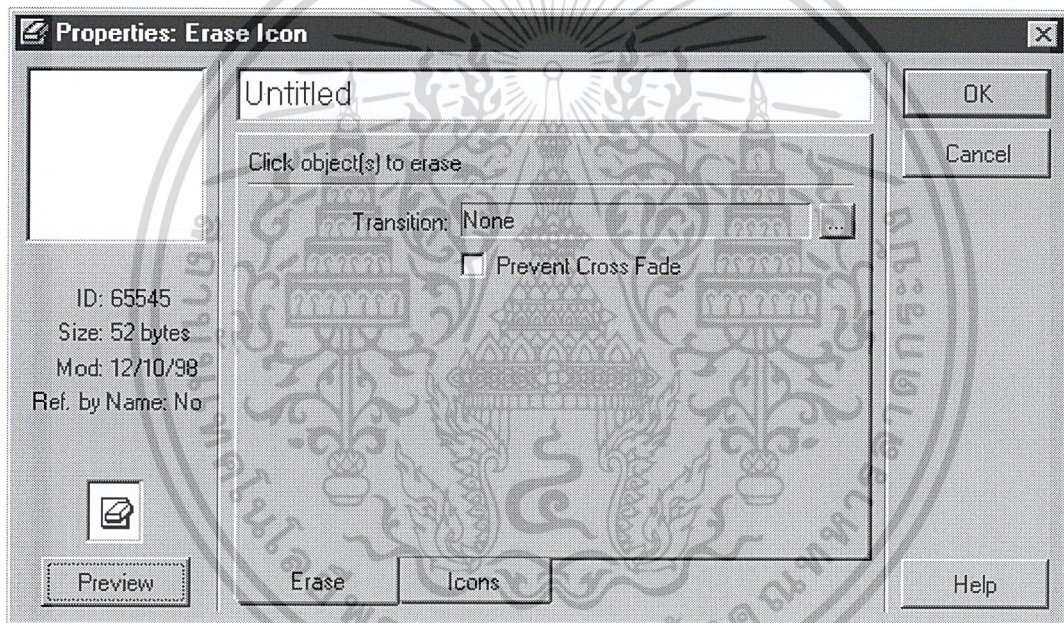 Properties: Erase Icon
Untitled
OK
Cancel
Click object(s) to erase
Transition: None
...
Prevent Cross Fade
ID: 65545
Size: 52 bytes
Mod: 12/10/98
Ref. by Name: No
Preview
Erase
Icons
Help